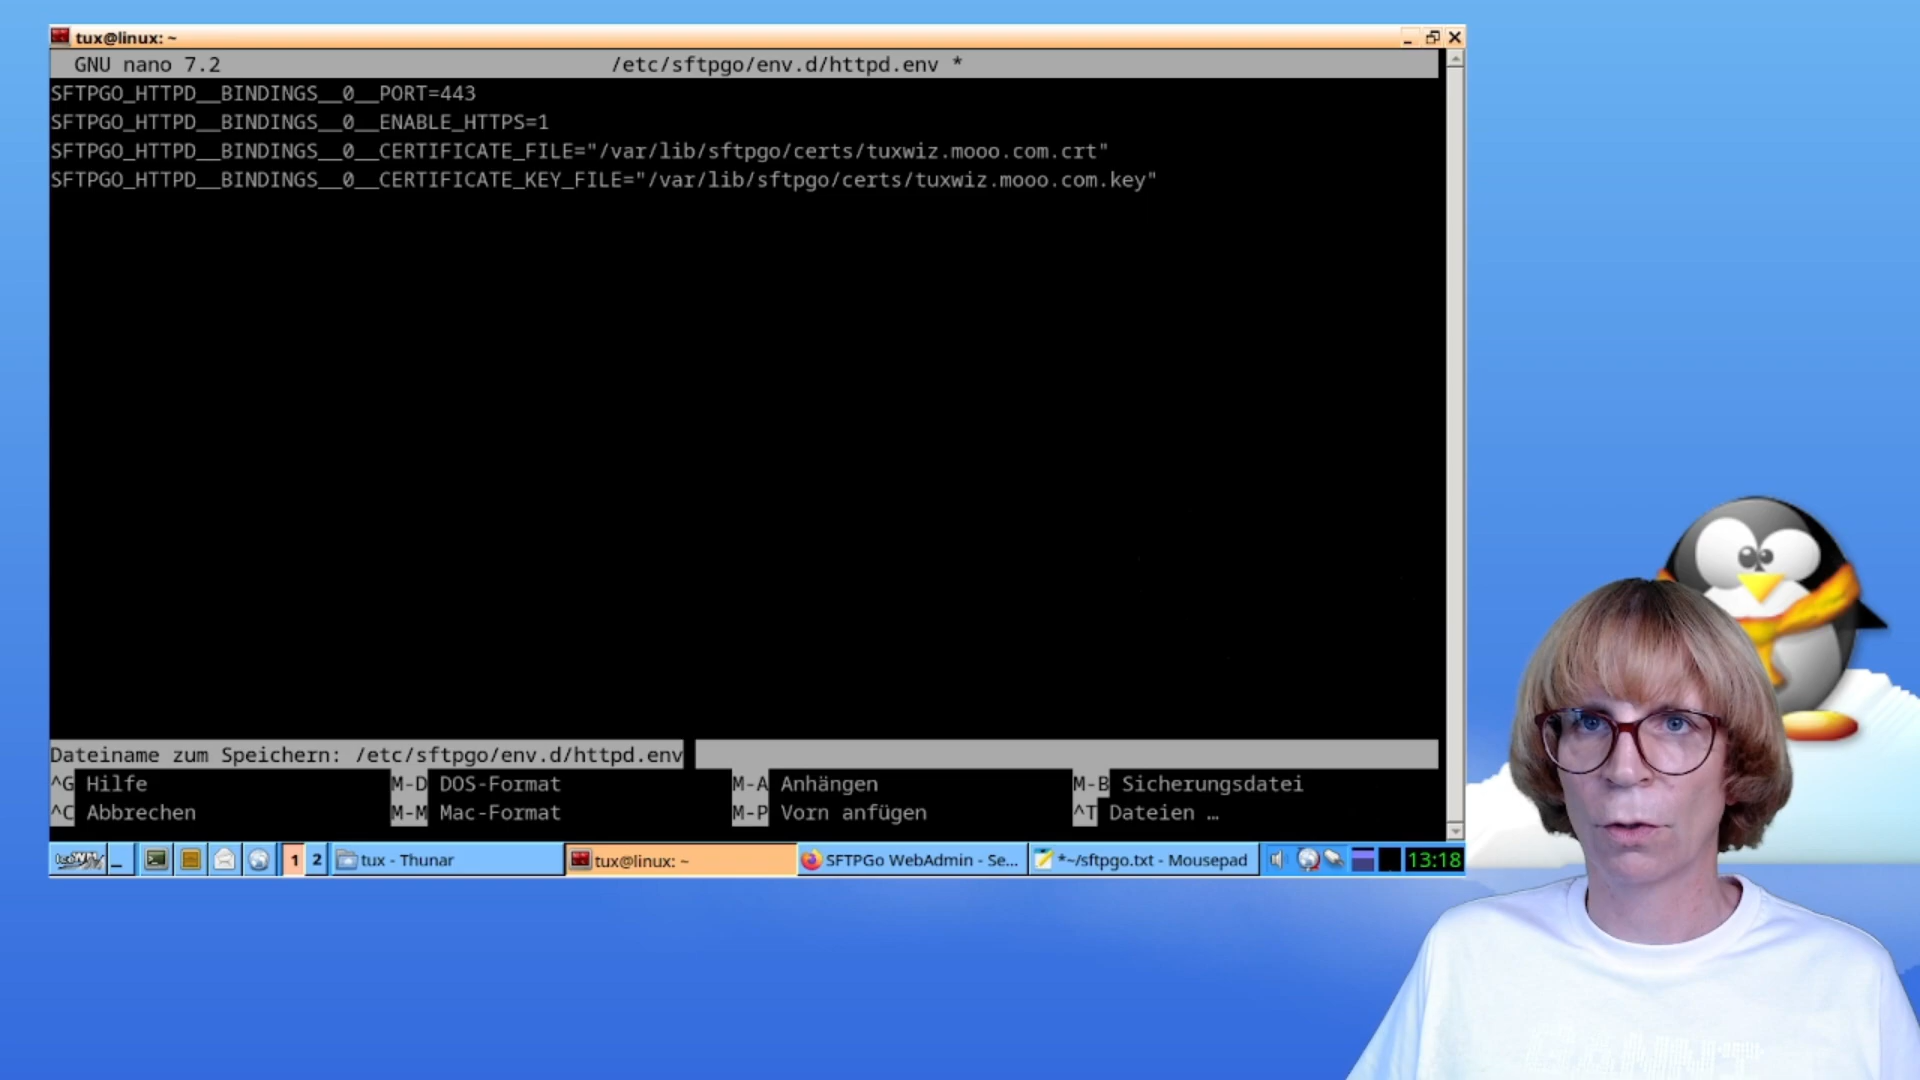 tux@linux: ~
GNU nano 7.2 /etc/sftpgo/env.d/httpd.env *
SFTPGO_HTTPD__BINDINGS__0__PORT=443
SFTPGO_HTTPD__BINDINGS__0__ENABLE_HTTPS=1
SFTPGO_HTTPD__BINDINGS__0__CERTIFICATE_FILE="/var/lib/sftpgo/certs/tuxwiz.mooo.com.crt"
SFTPGO_HTTPD__BINDINGS__0__CERTIFICATE_KEY_FILE="/var/lib/sftpgo/certs/tuxwiz.mooo.com.key"
Dateiname zum Speichern: /etc/sftpgo/env.d/httpd.env
^G Hilfe M-D DOS-Format M-A Anhängen M-B Sicherungsdatei
^C Abbrechen M-M Mac-Format M-P Vorn anfügen ^T Dateien …
1 2 tux - Thunar tux@linux: ~ SFTPGo WebAdmin - Se... *~/sftpgo.txt - Mousepad 13:18